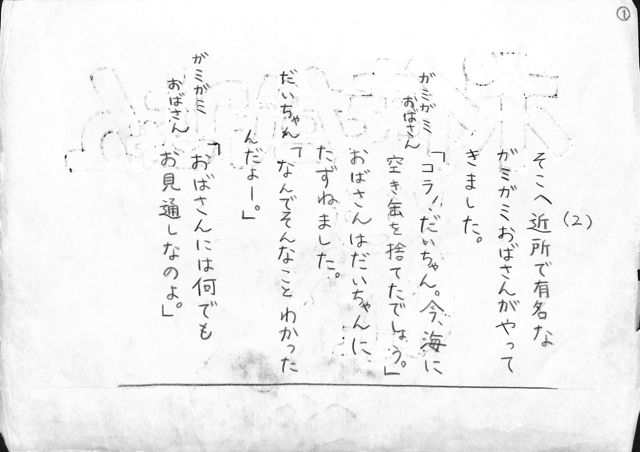 ①
(2)
そこへ近所で有名な
ガミガミおばさんがやって
きました。
ガミガミおばさん「コラ!だいちゃん。今、海に
空き缶を捨てたでしょう。」
おばさんはだいちゃんに
たずねました。
だいちゃん「なんでそんなことわかった
んだよー。」
ガミガミおばさん「おばさんには何でも
お見通しなのよ。」